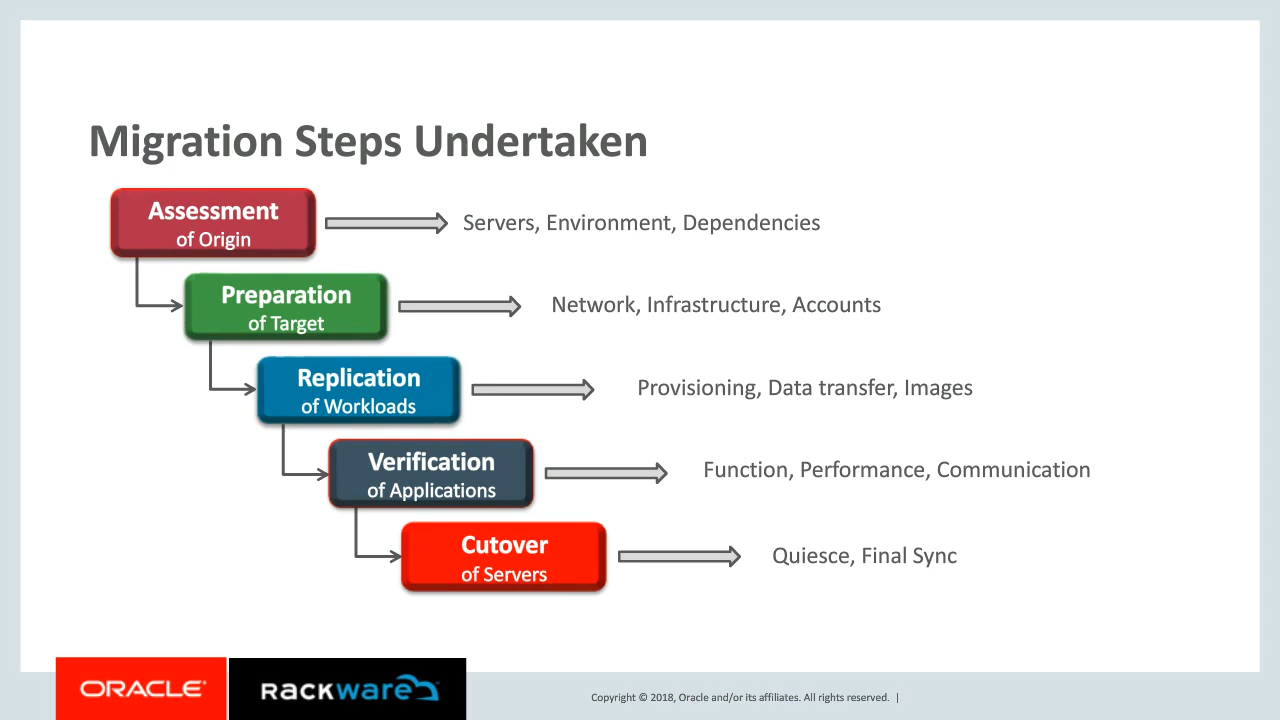 Migration Steps Undertaken
Assessment
of Origin
Servers, Environment, Dependencies
Preparation
of Target
Network, Infrastructure, Accounts
Replication
of Workloads
Provisioning, Data transfer, Images
Verification
of Applications
Function, Performance, Communication
Cutover
of Servers
Quiesce, Final Sync
ORACLE®
RACKWARE
Copyright © 2018, Oracle and/or its affiliates. All rights reserved. |